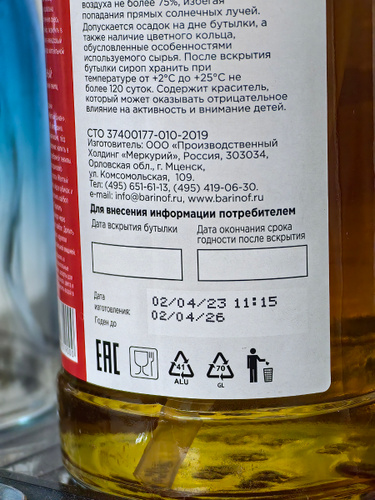 воздуха не более 75%, избегая
попадания прямых солнечных лучей.
Допускается осадок на дне бутылки, а
также наличие цветного кольца,
обусловленные особенностями
используемого сырья. После вскрытия
бутылки сироп хранить при
температуре от +2°С до +25°С не
более 120 суток. Содержит краситель,
который может оказывать отрицательное
влияние на активность и внимание детей.
СТО 37400177-010-2019
Изготовитель: ООО «Производственный
Холдинг «Меркурий», Россия, 303034,
Орловская обл., г. Мценск,
ул. Комсомольская, 109.
Тел: (495) 651-61-13, (495) 419-06-30.
e-mail: info@barinof.ru, www.barinof.ru
Для внесения информации потребителем
Дата вскрытия бутылки
Дата окончания срока
годности после вскрытия
Дата
изготовления:
02/04/23 11:15
Годен до
02/04/26
EAC
41
ALU
70
GL